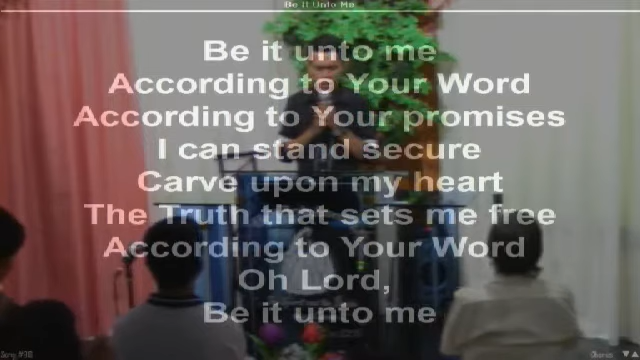 Be It Unto Me
Be it unto me
According to Your Word
According to Your promises
I can stand secure
Carve upon my heart
The Truth that sets me free
According to Your Word
Oh Lord,
Be it unto me
Chorus